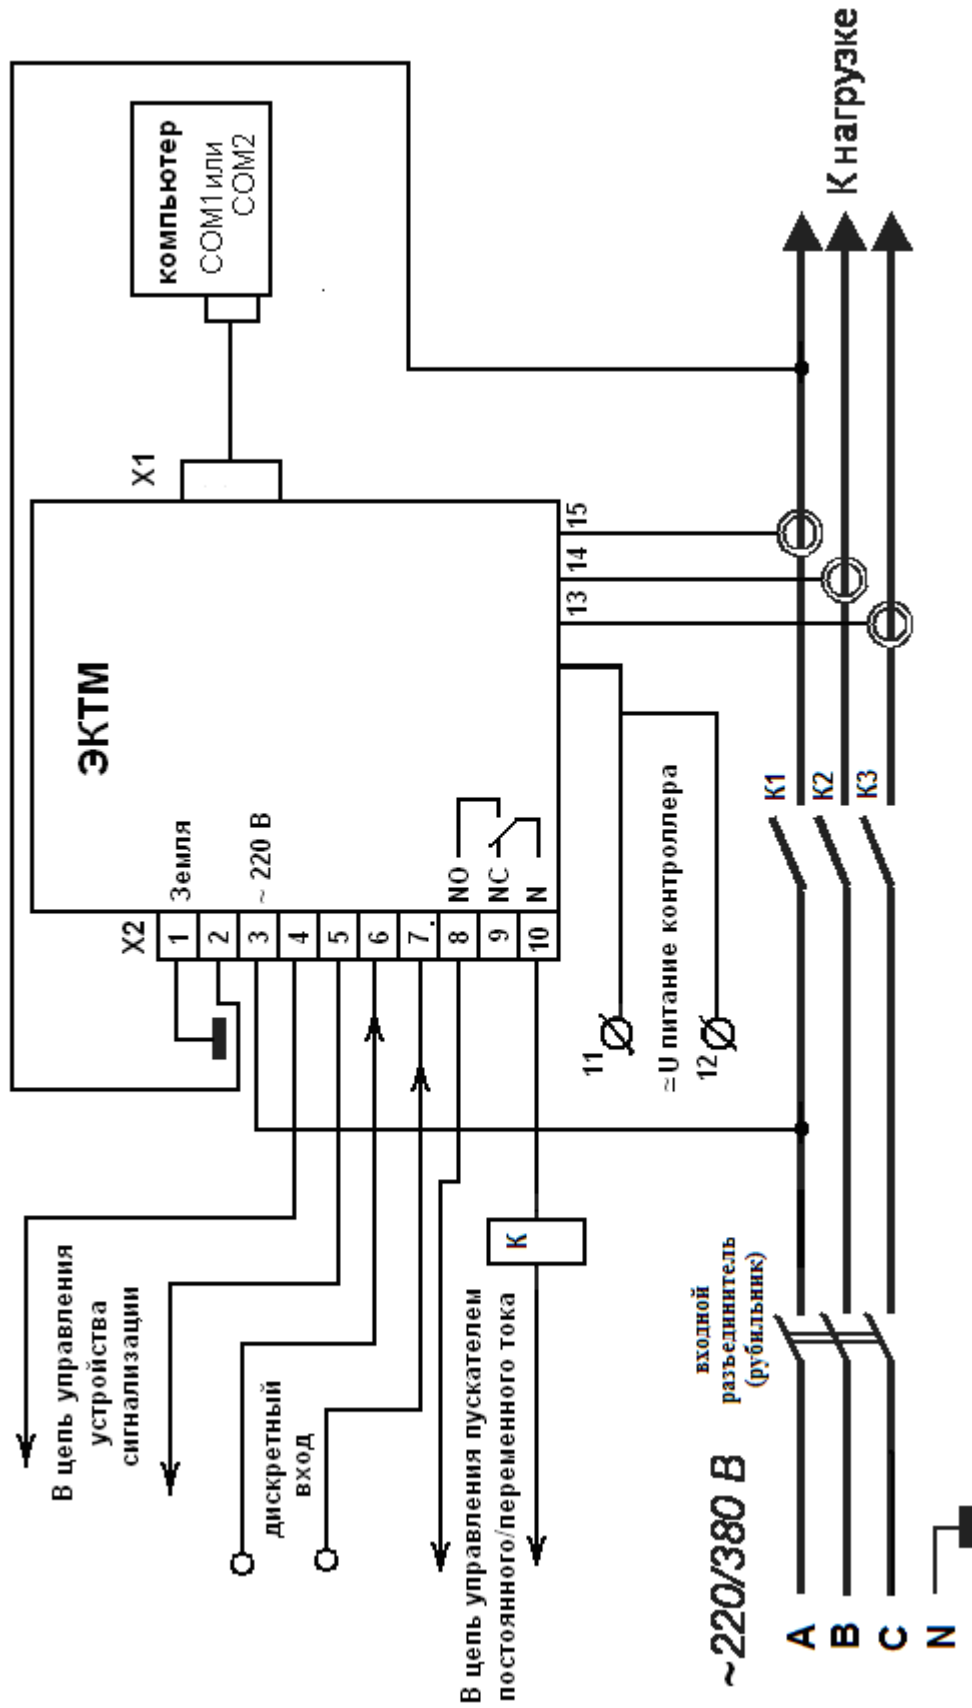 компьютер
COM1 или
COM2
X1
ЭКТМ
X2
Земля
~ 220 В
1
2
3
4
5
6
7.
8
9
10
NO
NC
N
15
14
13
11
≃U питание контроллера
12
В цепь управления
устройства
сигнализации
дискретный
вход
К
В цепь управления пускателем
постоянного/переменного тока
К1
К2
К3
К нагрузке
входной
разъединитель
(рубильник)
~220/380 В
A
B
C
N